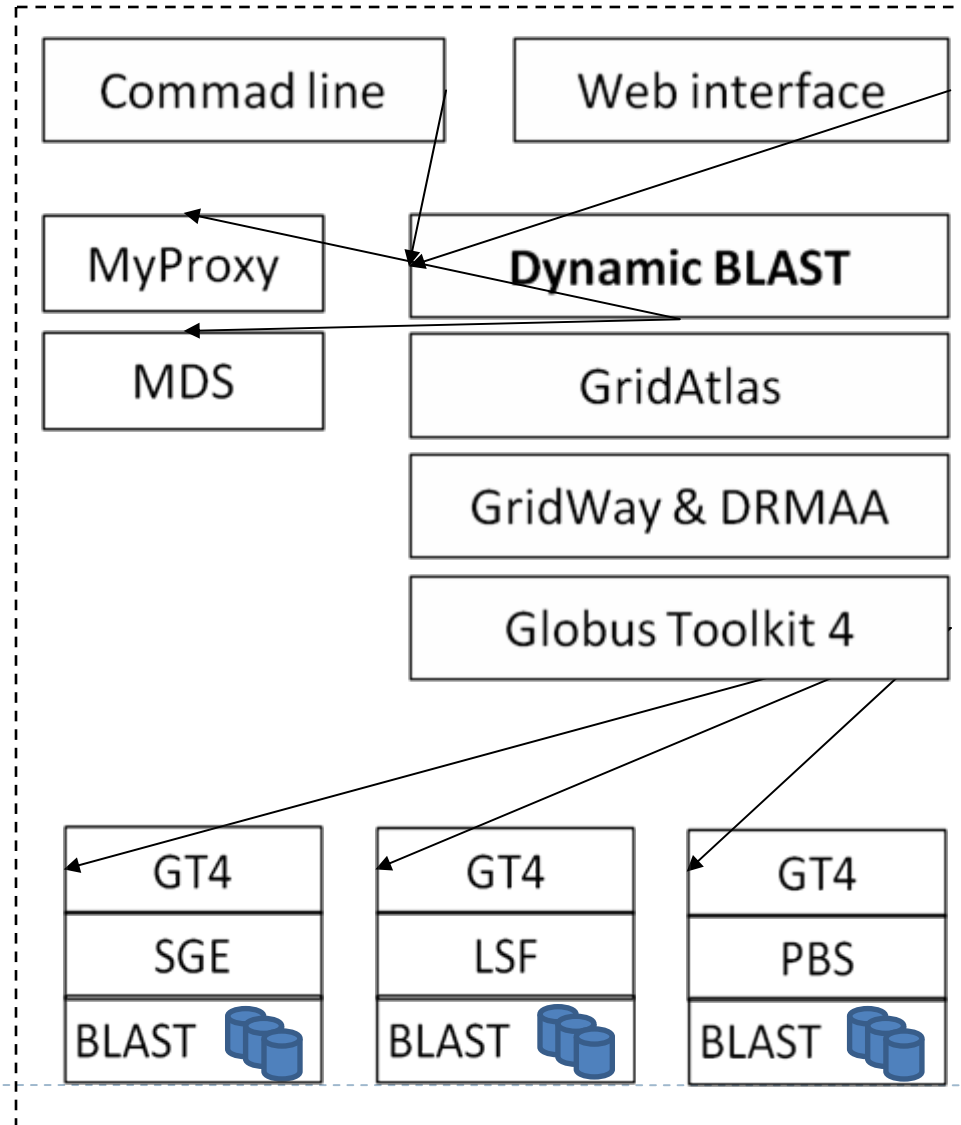 Commad line
Web interface
MyProxy
Dynamic BLAST
MDS
GridAtlas
GridWay & DRMAA
Globus Toolkit 4
GT4
GT4
GT4
SGE
LSF
PBS
BLAST
BLAST
BLAST